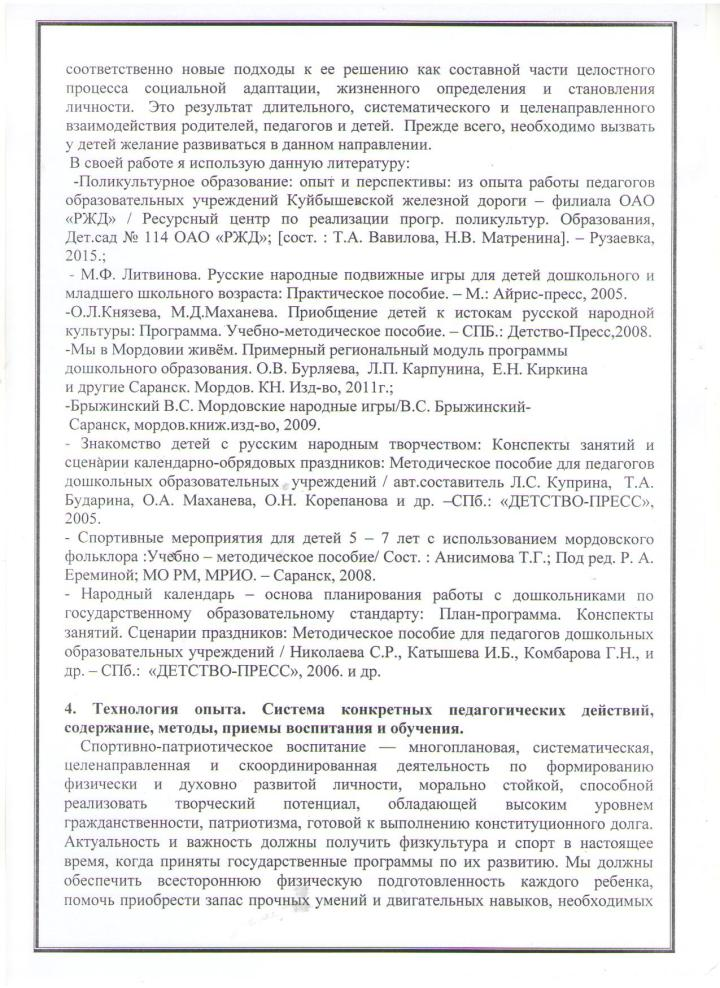 соответственно новые подходы к ее решению как составной части целостного
процесса социальной адаптации, жизненного определения и становления
личности. Это результат длительного, систематического и целенаправленного
взаимодействия родителей, педагогов и детей. Прежде всего, необходимо вызвать
у детей желание развиваться в данном направлении.
В своей работе я использую данную литературу:
-Поликультурное образование: опыт и перспективы: из опыта работы педагогов
образовательных учреждений Куйбышевской железной дороги – филиала ОАО
«РЖД» / Ресурсный центр по реализации прогр. поликультур. Образования,
Дет.сад № 114 ОАО «РЖД»; [сост. : Т.А. Вавилова, Н.В. Матренина]. – Рузаевка,
2015.;
- М.Ф. Литвинова. Русские народные подвижные игры для детей дошкольного и
младшего школьного возраста: Практическое пособие. – М.: Айрис-пресс, 2005.
-О.Л.Князева, М.Д.Маханева. Приобщение детей к истокам русской народной
культуры: Программа. Учебно-методическое пособие. – СПБ.: Детство-Пресс,2008.
-Мы в Мордовии живём. Примерный региональный модуль программы
дошкольного образования. О.В. Бурляева, Л.П. Карпунина, Е.Н. Киркина
и другие Саранск. Мордов. КН. Изд-во, 2011г.;
-Брыжинский В.С. Мордовские народные игры/В.С. Брыжинский-
Саранск, мордов.книж.изд-во, 2009.
- Знакомство детей с русским народным творчеством: Конспекты занятий и
сценарии календарно-обрядовых праздников: Методическое пособие для педагогов
дошкольных образовательных учреждений / авт.составитель Л.С. Куприна, Т.А.
Бударина, О.А. Маханева, О.Н. Корепанова и др. –СПб.: «ДЕТСТВО-ПРЕСС»,
2005.
- Спортивные мероприятия для детей 5 – 7 лет с использованием мордовского
фольклора :Учебно – методическое пособие/ Сост. : Анисимова Т.Г.; Под ред. Р. А.
Ереминой; МО РМ, МРИО. – Саранск, 2008.
- Народный календарь – основа планирования работы с дошкольниками по
государственному образовательному стандарту: План-программа. Конспекты
занятий. Сценарии праздников: Методическое пособие для педагогов дошкольных
образовательных учреждений / Николаева С.Р., Катышева И.Б., Комбарова Г.Н., и
др. – СПб.: «ДЕТСТВО-ПРЕСС», 2006. и др.
4. Технология опыта. Система конкретных педагогических действий,
содержание, методы, приемы воспитания и обучения.
Спортивно-патриотическое воспитание — многоплановая, систематическая,
целенаправленная и скоординированная деятельность по формированию
физически и духовно развитой личности, морально стойкой, способной
реализовать творческий потенциал, обладающей высоким уровнем
гражданственности, патриотизма, готовой к выполнению конституционного долга.
Актуальность и важность должны получить физкультура и спорт в настоящее
время, когда приняты государственные программы по их развитию. Мы должны
обеспечить всестороннюю физическую подготовленность каждого ребенка,
помочь приобрести запас прочных умений и двигательных навыков, необходимых